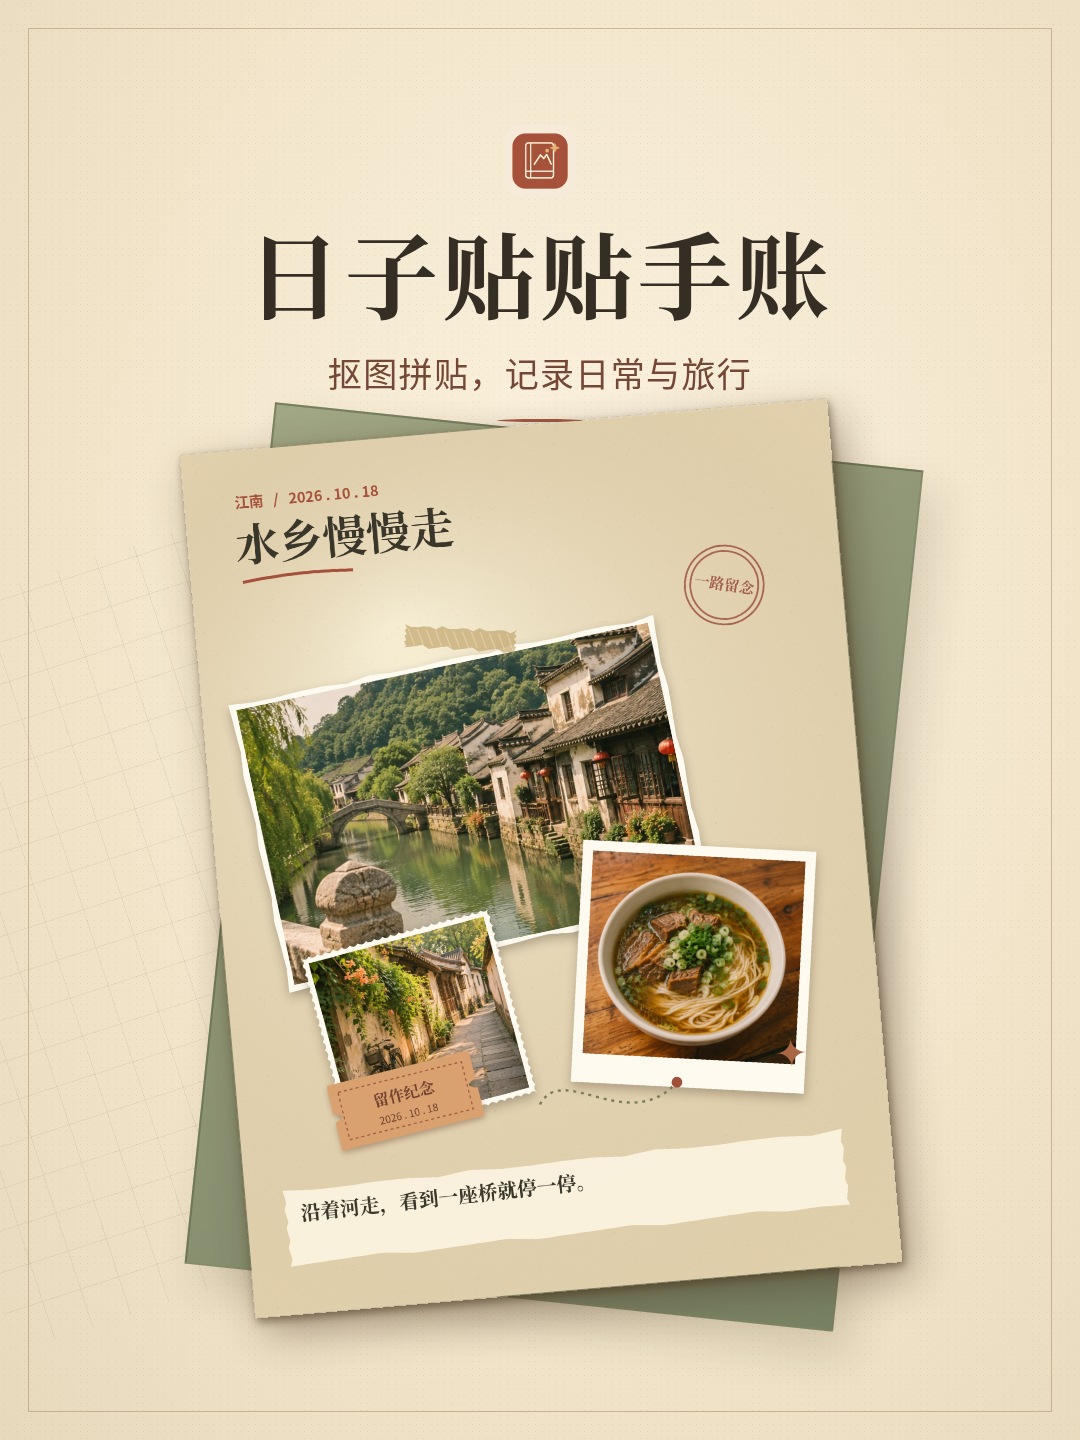 日子贴贴手账
抠图拼贴，记录日常与旅行
江南 / 2026.10.18
水乡慢慢走
一路留念
留作纪念
2026.10.18
沿着河走，看到一座桥就停一停。